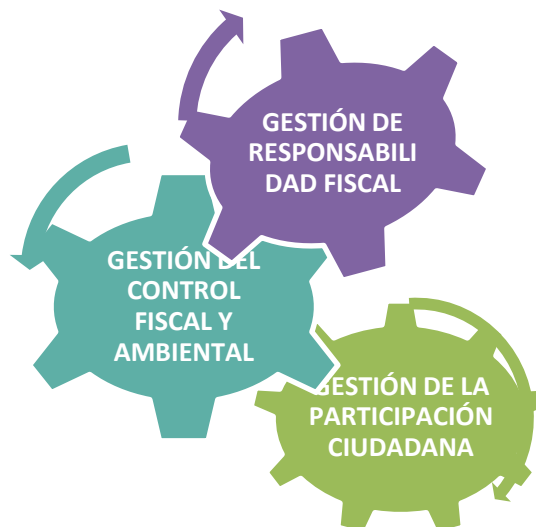 GESTIÓN DE
RESPONSABILI
DAD FISCAL
GESTIÓN DEL
CONTROL
FISCAL Y
AMBIENTAL
GESTIÓN DE LA
PARTICIPACIÓN
CIUDADANA